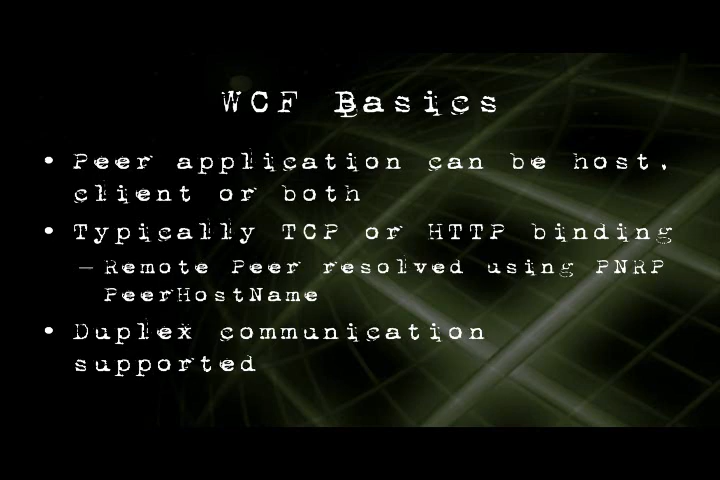 WCF Basics
• Peer application can be host,
client or both
• Typically TCP or HTTP binding
– Remote Peer resolved using PNRP
PeerHostName
• Duplex communication
supported